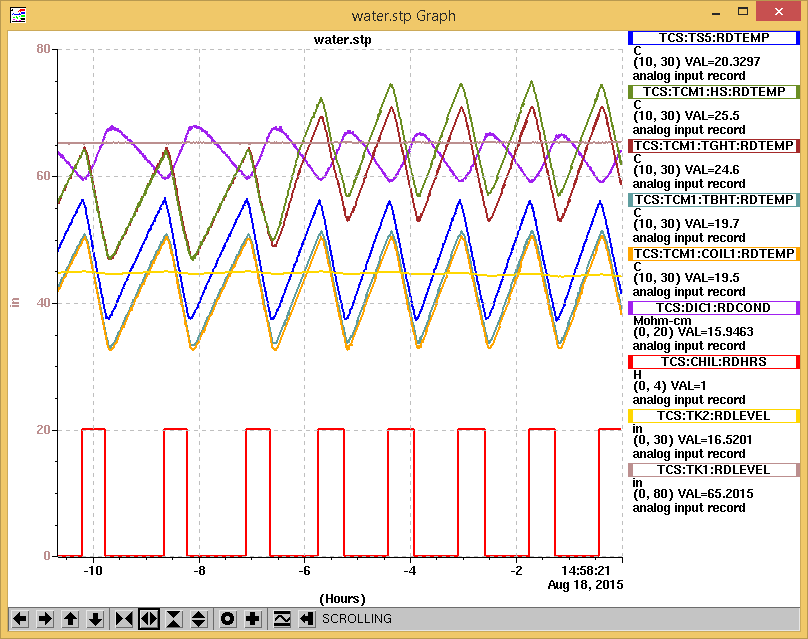 water.stp Graph
water.stp
80
60
40
20
0
in
-10
-8
-6
-4
-2
14:58:21
Aug 18, 2015
(Hours)
TCS:TS5:RDTEMP
C
(10, 30) VAL=20.3297
analog input record
TCS:TCM1:HS:RDTEMP
C
(10, 30) VAL=25.5
analog input record
TCS:TCM1:TGHT:RDTEMP
C
(10, 30) VAL=24.6
analog input record
TCS:TCM1:TBHT:RDTEMP
C
(10, 30) VAL=19.7
analog input record
TCS:TCM1:COIL1:RDTEMP
C
(10, 30) VAL=19.5
analog input record
TCS:DIC1:RDCOND
Mohm-cm
(0, 20) VAL=15.9463
analog input record
TCS:CHIL:RDHRS
H
(0, 4) VAL=1
analog input record
TCS:TK2:RDLEVEL
in
(0, 30) VAL=16.5201
analog input record
TCS:TK1:RDLEVEL
in
(0, 80) VAL=65.2015
analog input record
SCROLLING